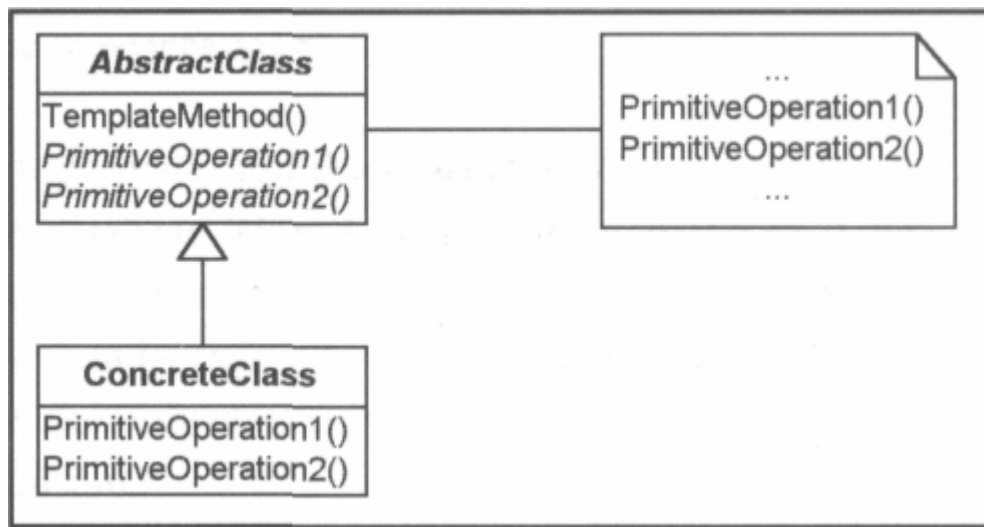 AbstractClass
TemplateMethod()
PrimitiveOperation1()
PrimitiveOperation2()
...
PrimitiveOperation1()
PrimitiveOperation2()
...
ConcreteClass
PrimitiveOperation1()
PrimitiveOperation2()